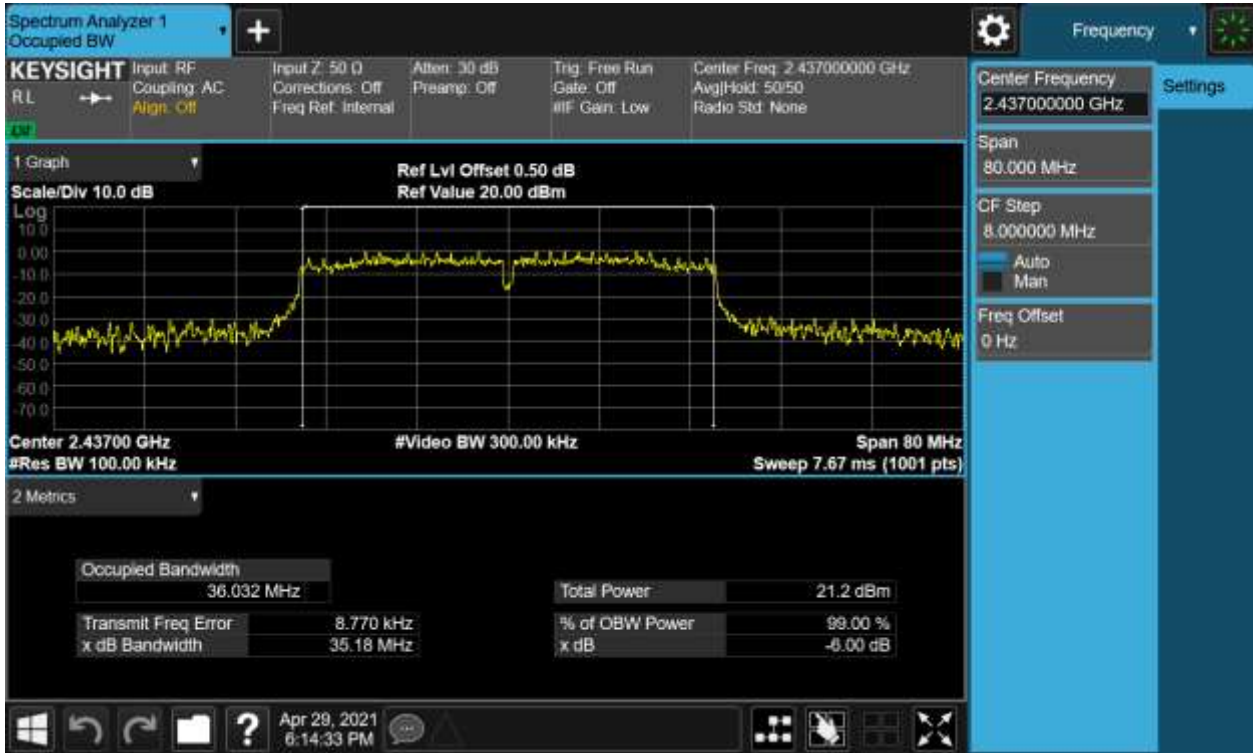 Spectrum Analyzer 1
Occupied BW
+
Frequency
KEYSIGHT
RL
Input: RF
Coupling: AC
Align: Off
Input Z: 50 Ω
Corrections: Off
Freq Ref: Internal
Atten: 30 dB
Preamp: Off
Trig: Free Run
Gate: Off
#IF Gain: Low
Center Freq: 2.437000000 GHz
Avg|Hold: 50/50
Radio Std: None
Center Frequency
2.437000000 GHz
Settings
Span
80.000 MHz
CF Step
8.000000 MHz
Auto
Man
Freq Offset
0 Hz
1 Graph
Scale/Div 10.0 dB
Ref Lvl Offset 0.50 dB
Ref Value 20.00 dBm
Log
10.0
0.00
-10.0
-20.0
-30.0
-40.0
-50.0
-60.0
-70.0
Center 2.43700 GHz
#Video BW 300.00 kHz
Span 80 MHz
#Res BW 100.00 kHz
Sweep 7.67 ms (1001 pts)
2 Metrics
Occupied Bandwidth
36.032 MHz
Total Power 21.2 dBm
Transmit Freq Error 8.770 kHz
% of OBW Power 99.00 %
x dB Bandwidth 35.18 MHz
x dB -6.00 dB
?
Apr 29, 2021
6:14:33 PM